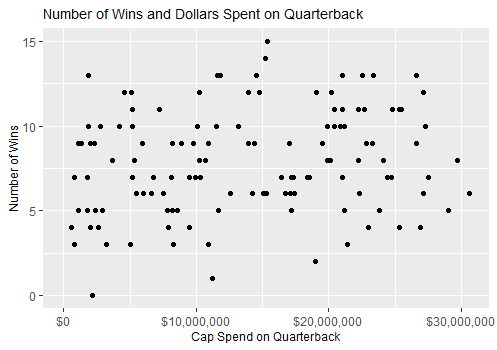 Number of Wins and Dollars Spent on Quarterback
15
10
5
0
Number of Wins
$0 $10,000,000 $20,000,000 $30,000,000
Cap Spend on Quarterback